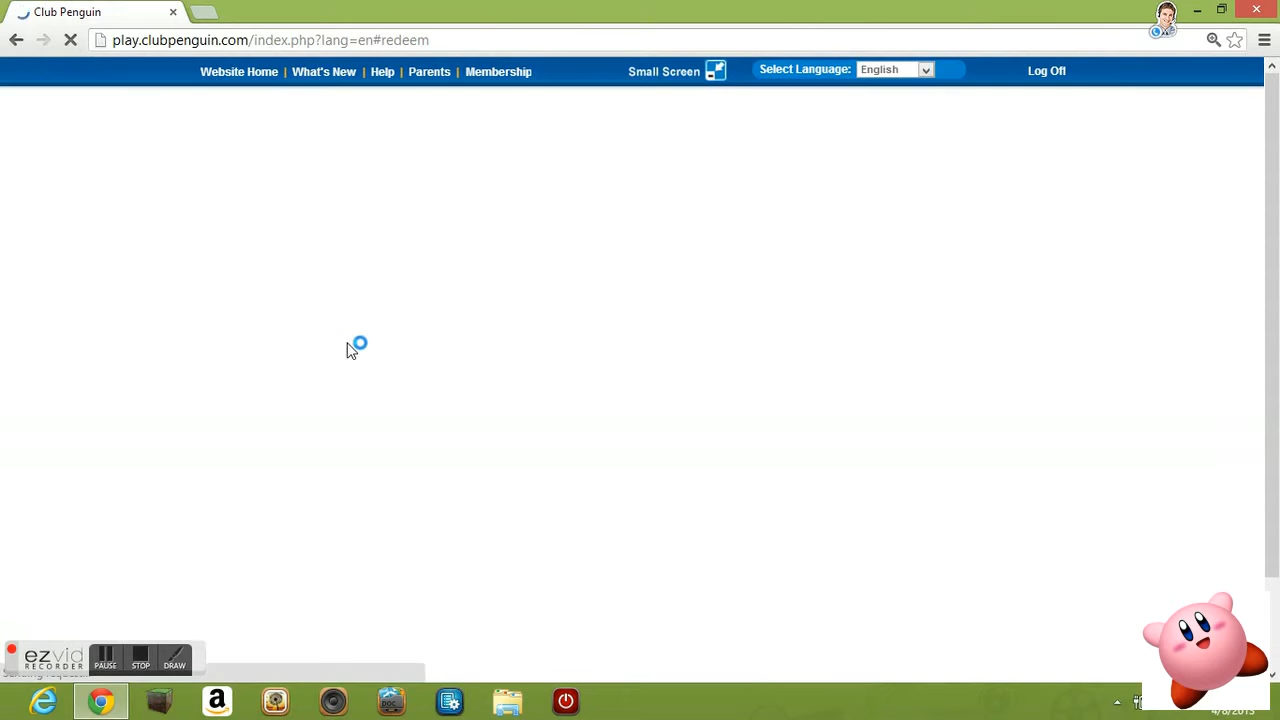 Club Penguin
play.clubpenguin.com/index.php?lang=en#redeem
Website Home | What's New | Help | Parents | Membership
Small Screen
Select Language: English
Log Off
ezvid
RECORDER
PAUSE
STOP
DRAW
a
DOC